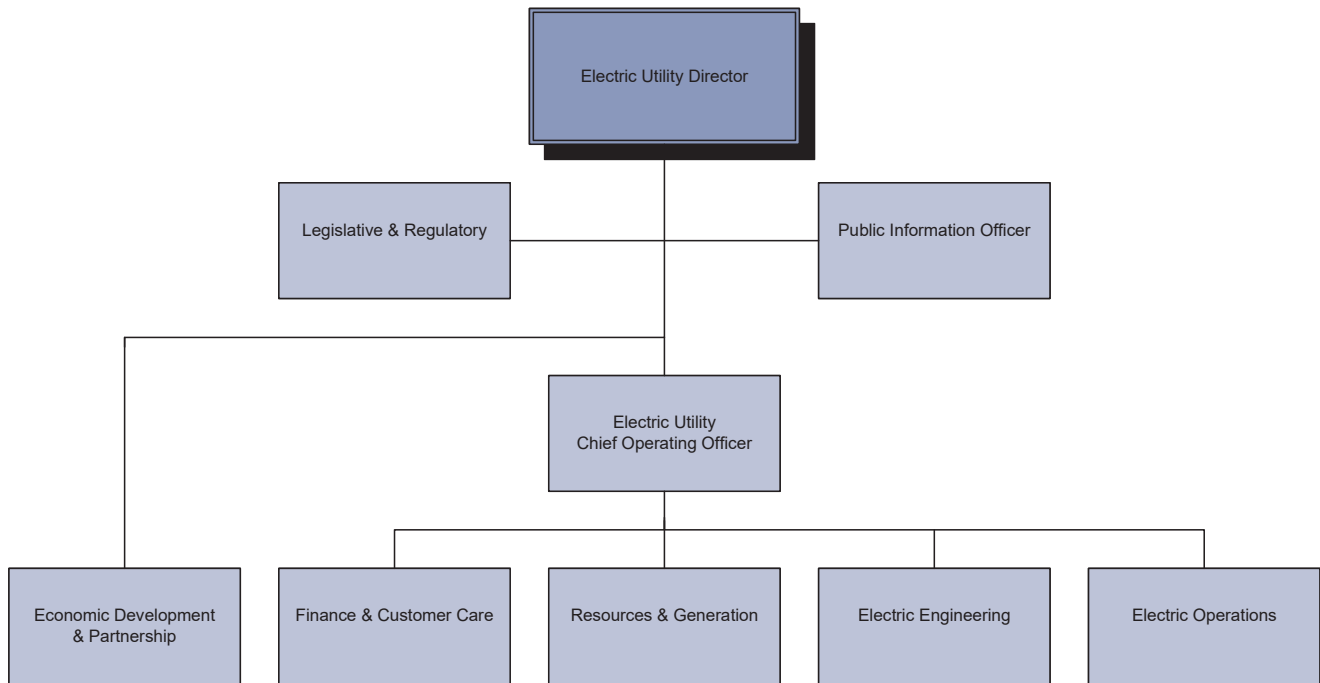 Electric Utility Director
Legislative & Regulatory
Public Information Officer
Electric Utility
Chief Operating Officer
Economic Development
& Partnership
Finance & Customer Care
Resources & Generation
Electric Engineering
Electric Operations